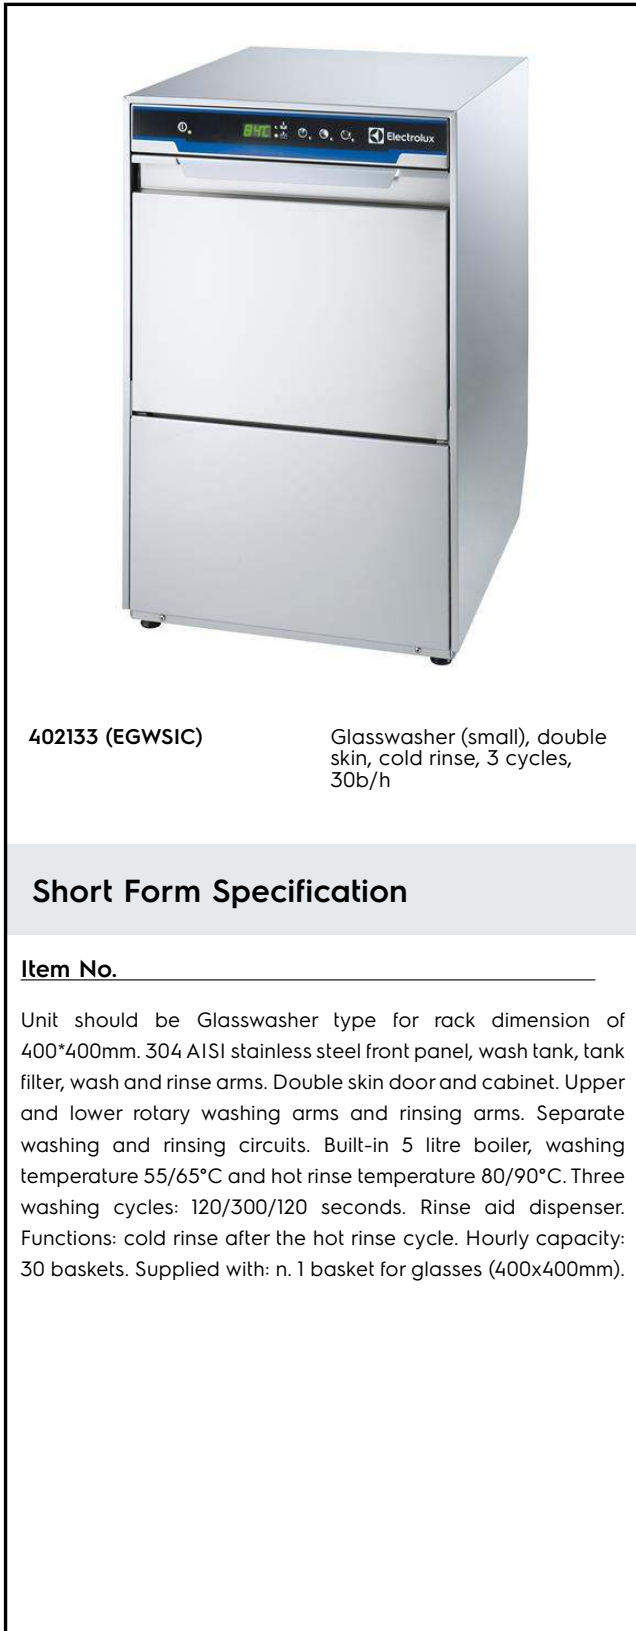 84C
Electrolux
402133 (EGWSIC)
Glasswasher (small), double
skin, cold rinse, 3 cycles,
30b/h
Short Form Specification
Item No.
Unit should be Glasswasher type for rack dimension of
400*400mm. 304 AISI stainless steel front panel, wash tank, tank
filter, wash and rinse arms. Double skin door and cabinet. Upper
and lower rotary washing arms and rinsing arms. Separate
washing and rinsing circuits. Built-in 5 litre boiler, washing
temperature 55/65°C and hot rinse temperature 80/90°C. Three
washing cycles: 120/300/120 seconds. Rinse aid dispenser.
Functions: cold rinse after the hot rinse cycle. Hourly capacity:
30 baskets. Supplied with: n. 1 basket for glasses (400x400mm).